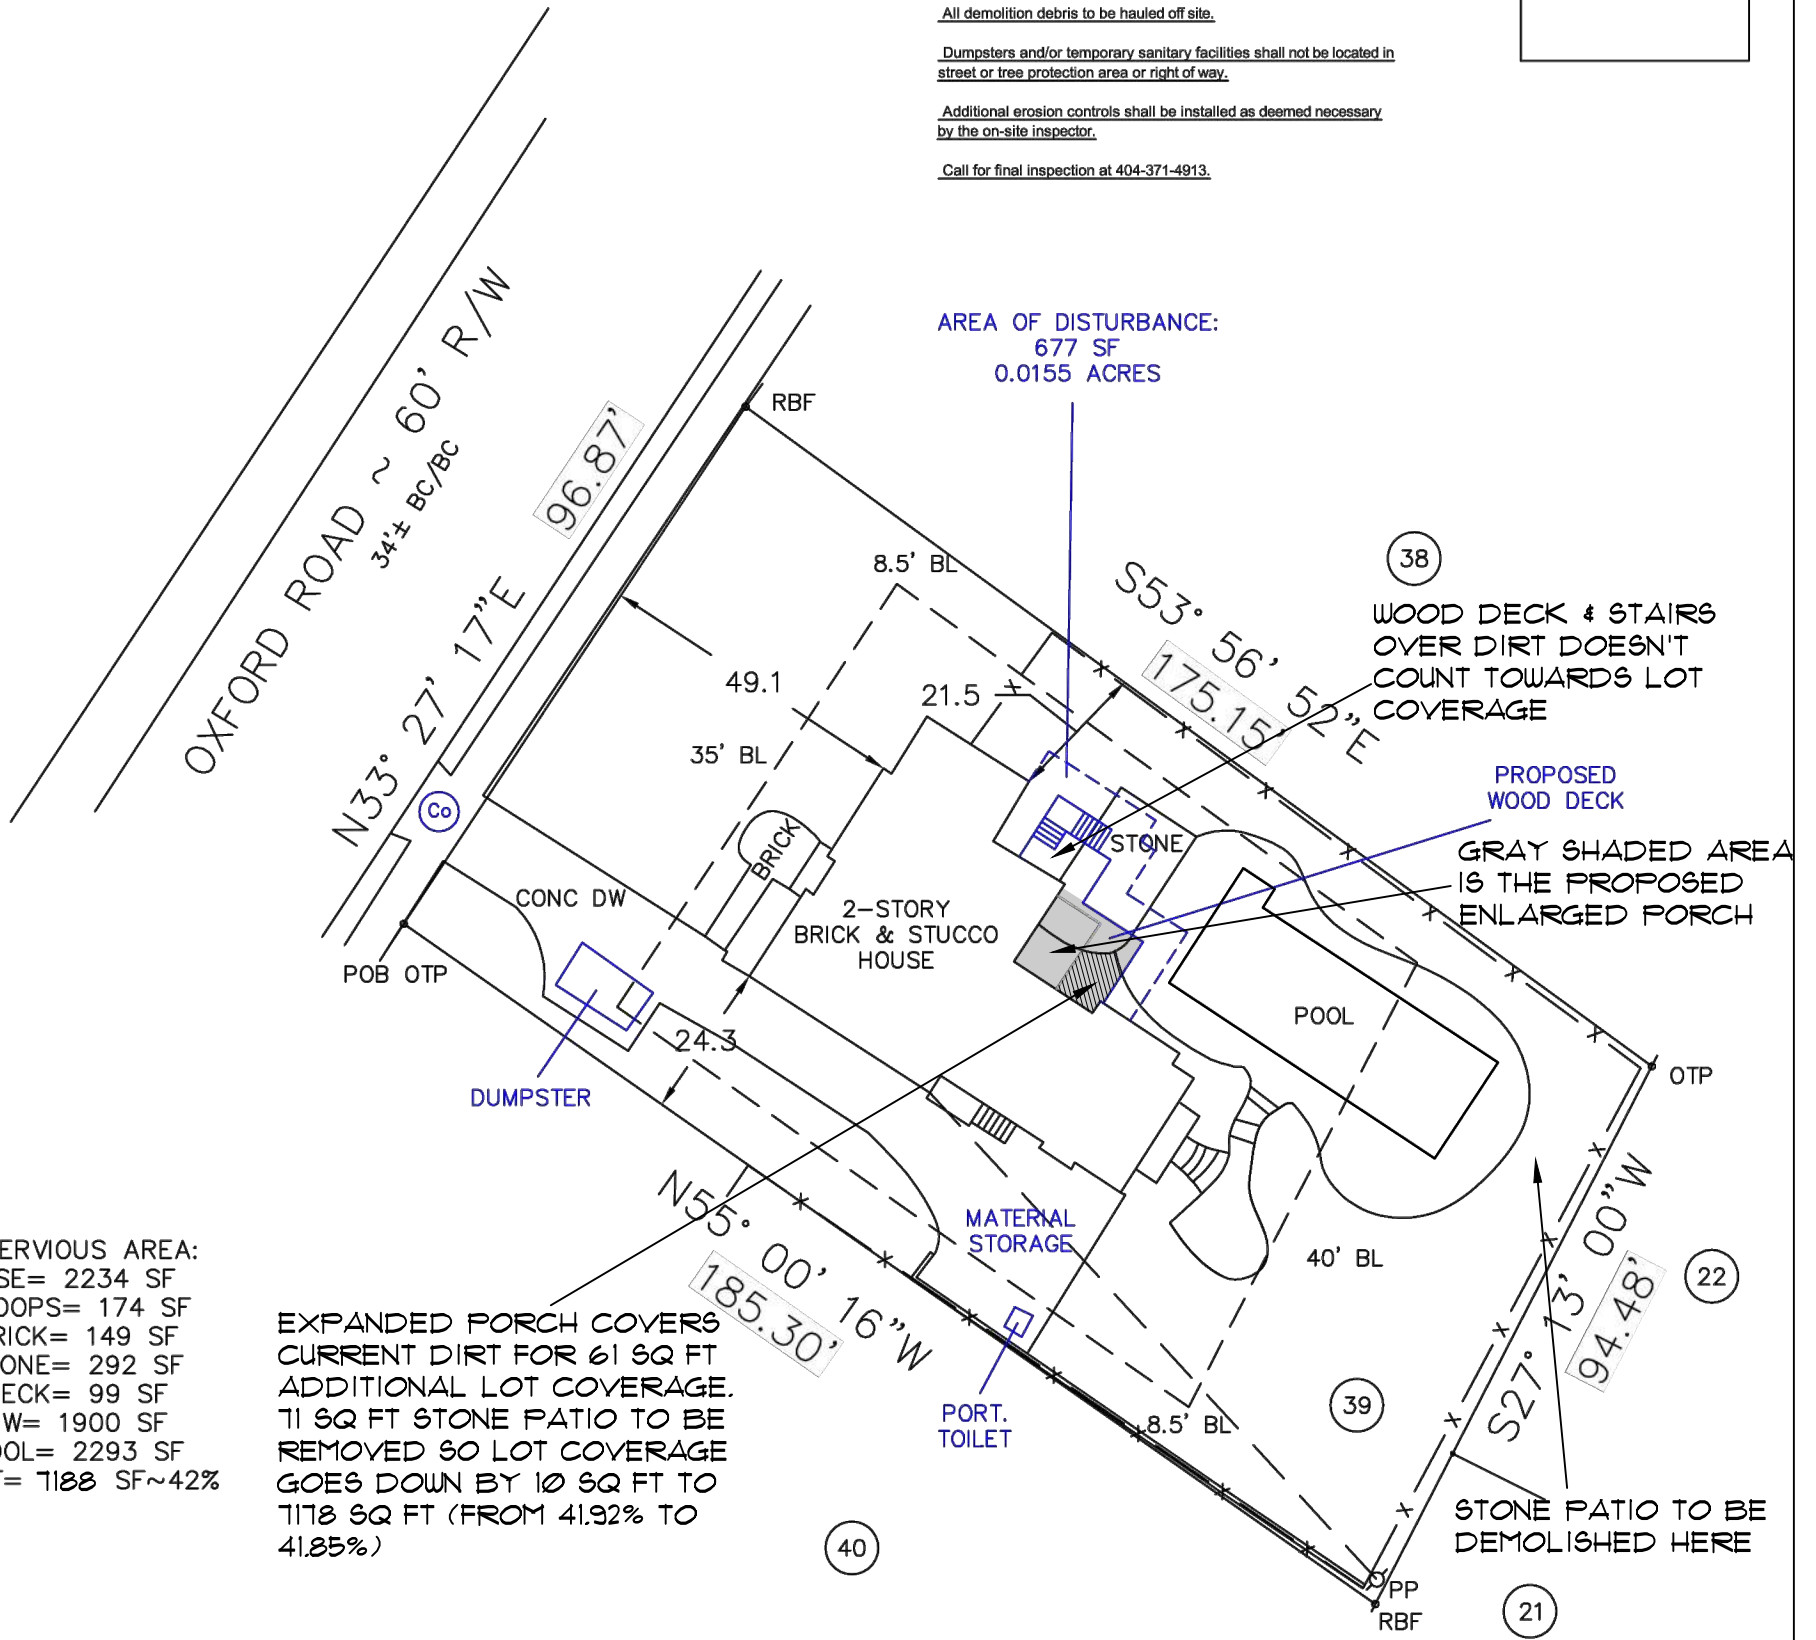 All demolition debris to be hauled off site.
Dumpsters and/or temporary sanitary facilities shall not be located in
street or tree protection area or right of way.
Additional erosion controls shall be installed as deemed necessary
by the on-site inspector.
Call for final inspection at 404-371-4913.
OXFORD ROAD ~ 60' R/W
34'± BC/BC
AREA OF DISTURBANCE:
677 SF
0.0155 ACRES
RBF
96.87'
N33° 27' 17"E
8.5' BL
S53° 56' 52"E
175.15'
38
WOOD DECK & STAIRS
OVER DIRT DOESN'T
COUNT TOWARDS LOT
COVERAGE
49.1
21.5
35' BL
PROPOSED
WOOD DECK
Co
BRICK
STONE
GRAY SHADED AREA
IS THE PROPOSED
ENLARGED PORCH
CONC DW
2-STORY
BRICK & STUCCO
HOUSE
POB OTP
POOL
24.3
OTP
DUMPSTER
N55° 00' 16"W
185.30'
MATERIAL
STORAGE
40' BL
S27° 13' 00"W
94.48'
22
ERVIOUS AREA:
SE= 2234 SF
OOPS= 174 SF
RICK= 149 SF
ONE= 292 SF
ECK= 99 SF
W= 1900 SF
OOL= 2293 SF
= 7188 SF~42%
EXPANDED PORCH COVERS
CURRENT DIRT FOR 61 SQ FT
ADDITIONAL LOT COVERAGE.
71 SQ FT STONE PATIO TO BE
REMOVED SO LOT COVERAGE
GOES DOWN BY 10 SQ FT TO
7178 SQ FT (FROM 41.92% TO
41.85%)
PORT.
TOILET
8.5' BL
39
STONE PATIO TO BE
DEMOLISHED HERE
40
PP
RBF
21